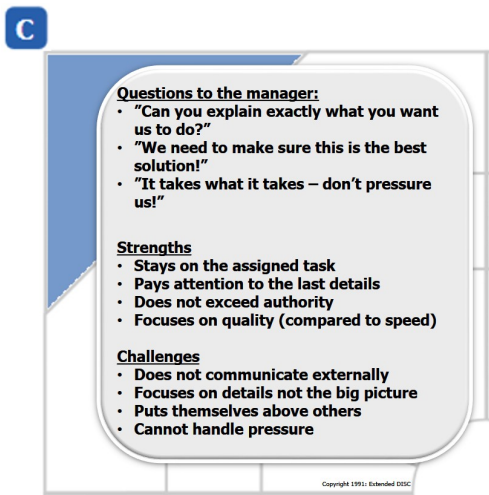 C
Questions to the manager:
• ”Can you explain exactly what you want
us to do?”
• ”We need to make sure this is the best
solution!”
• ”It takes what it takes – don’t pressure
us!”
Strengths
• Stays on the assigned task
• Pays attention to the last details
• Does not exceed authority
• Focuses on quality (compared to speed)
Challenges
• Does not communicate externally
• Focuses on details not the big picture
• Puts themselves above others
• Cannot handle pressure
Copyright 1991: Extended DISC